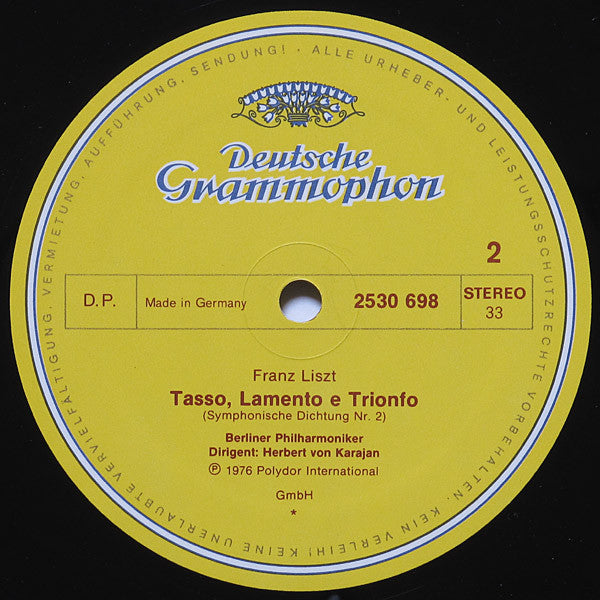 ALLE URHEBER- UND LEISTUNGSSCHUTZRECHTE VORBEHALTEN. KEIN VERLEIH! KEINE UNERLAUBTE VERVIELFÄLTIGUNG, VERMIETUNG, AUFFÜHRUNG, SENDUNG! ·
Deutsche
Grammophon
2
D.P. Made in Germany 2530 698 STEREO
33
Franz Liszt
Tasso, Lamento e Trionfo
(Symphonische Dichtung Nr. 2)
Berliner Philharmoniker
Dirigent: Herbert von Karajan
℗ 1976 Polydor International
GmbH
*